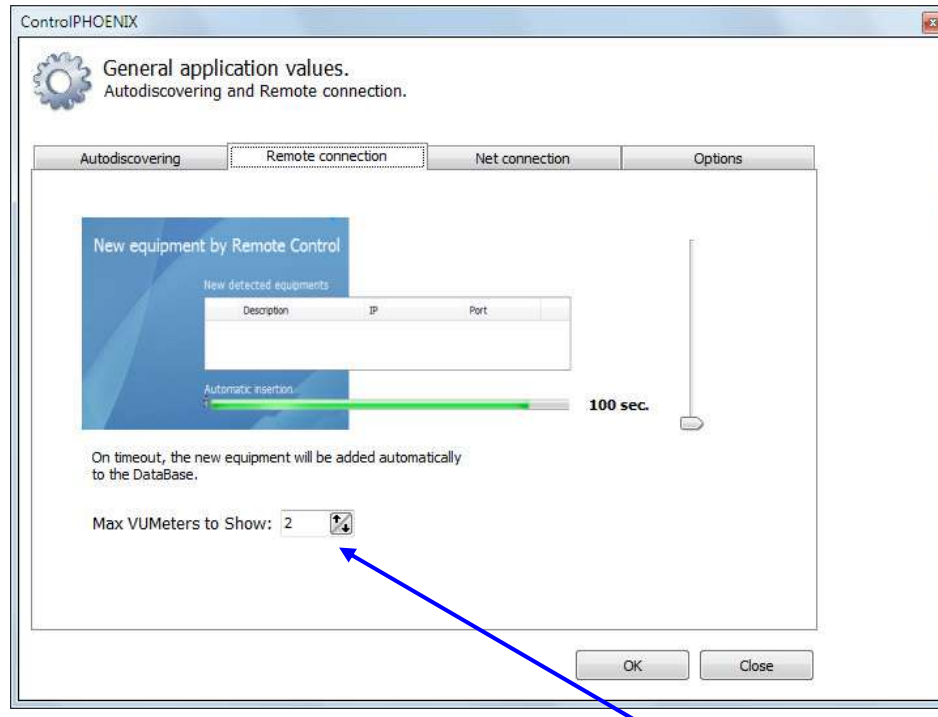 ControlPHOENIX
General application values.
Autodiscovering and Remote connection.
Autodiscovering Remote connection Net connection Options
New equipment by Remote Control
New detected equipments
Description IP Port
Automatic insertion
100 sec.
On timeout, the new equipment will be added automatically
to the DataBase.
Max VUMeters to Show: 2
OK Close